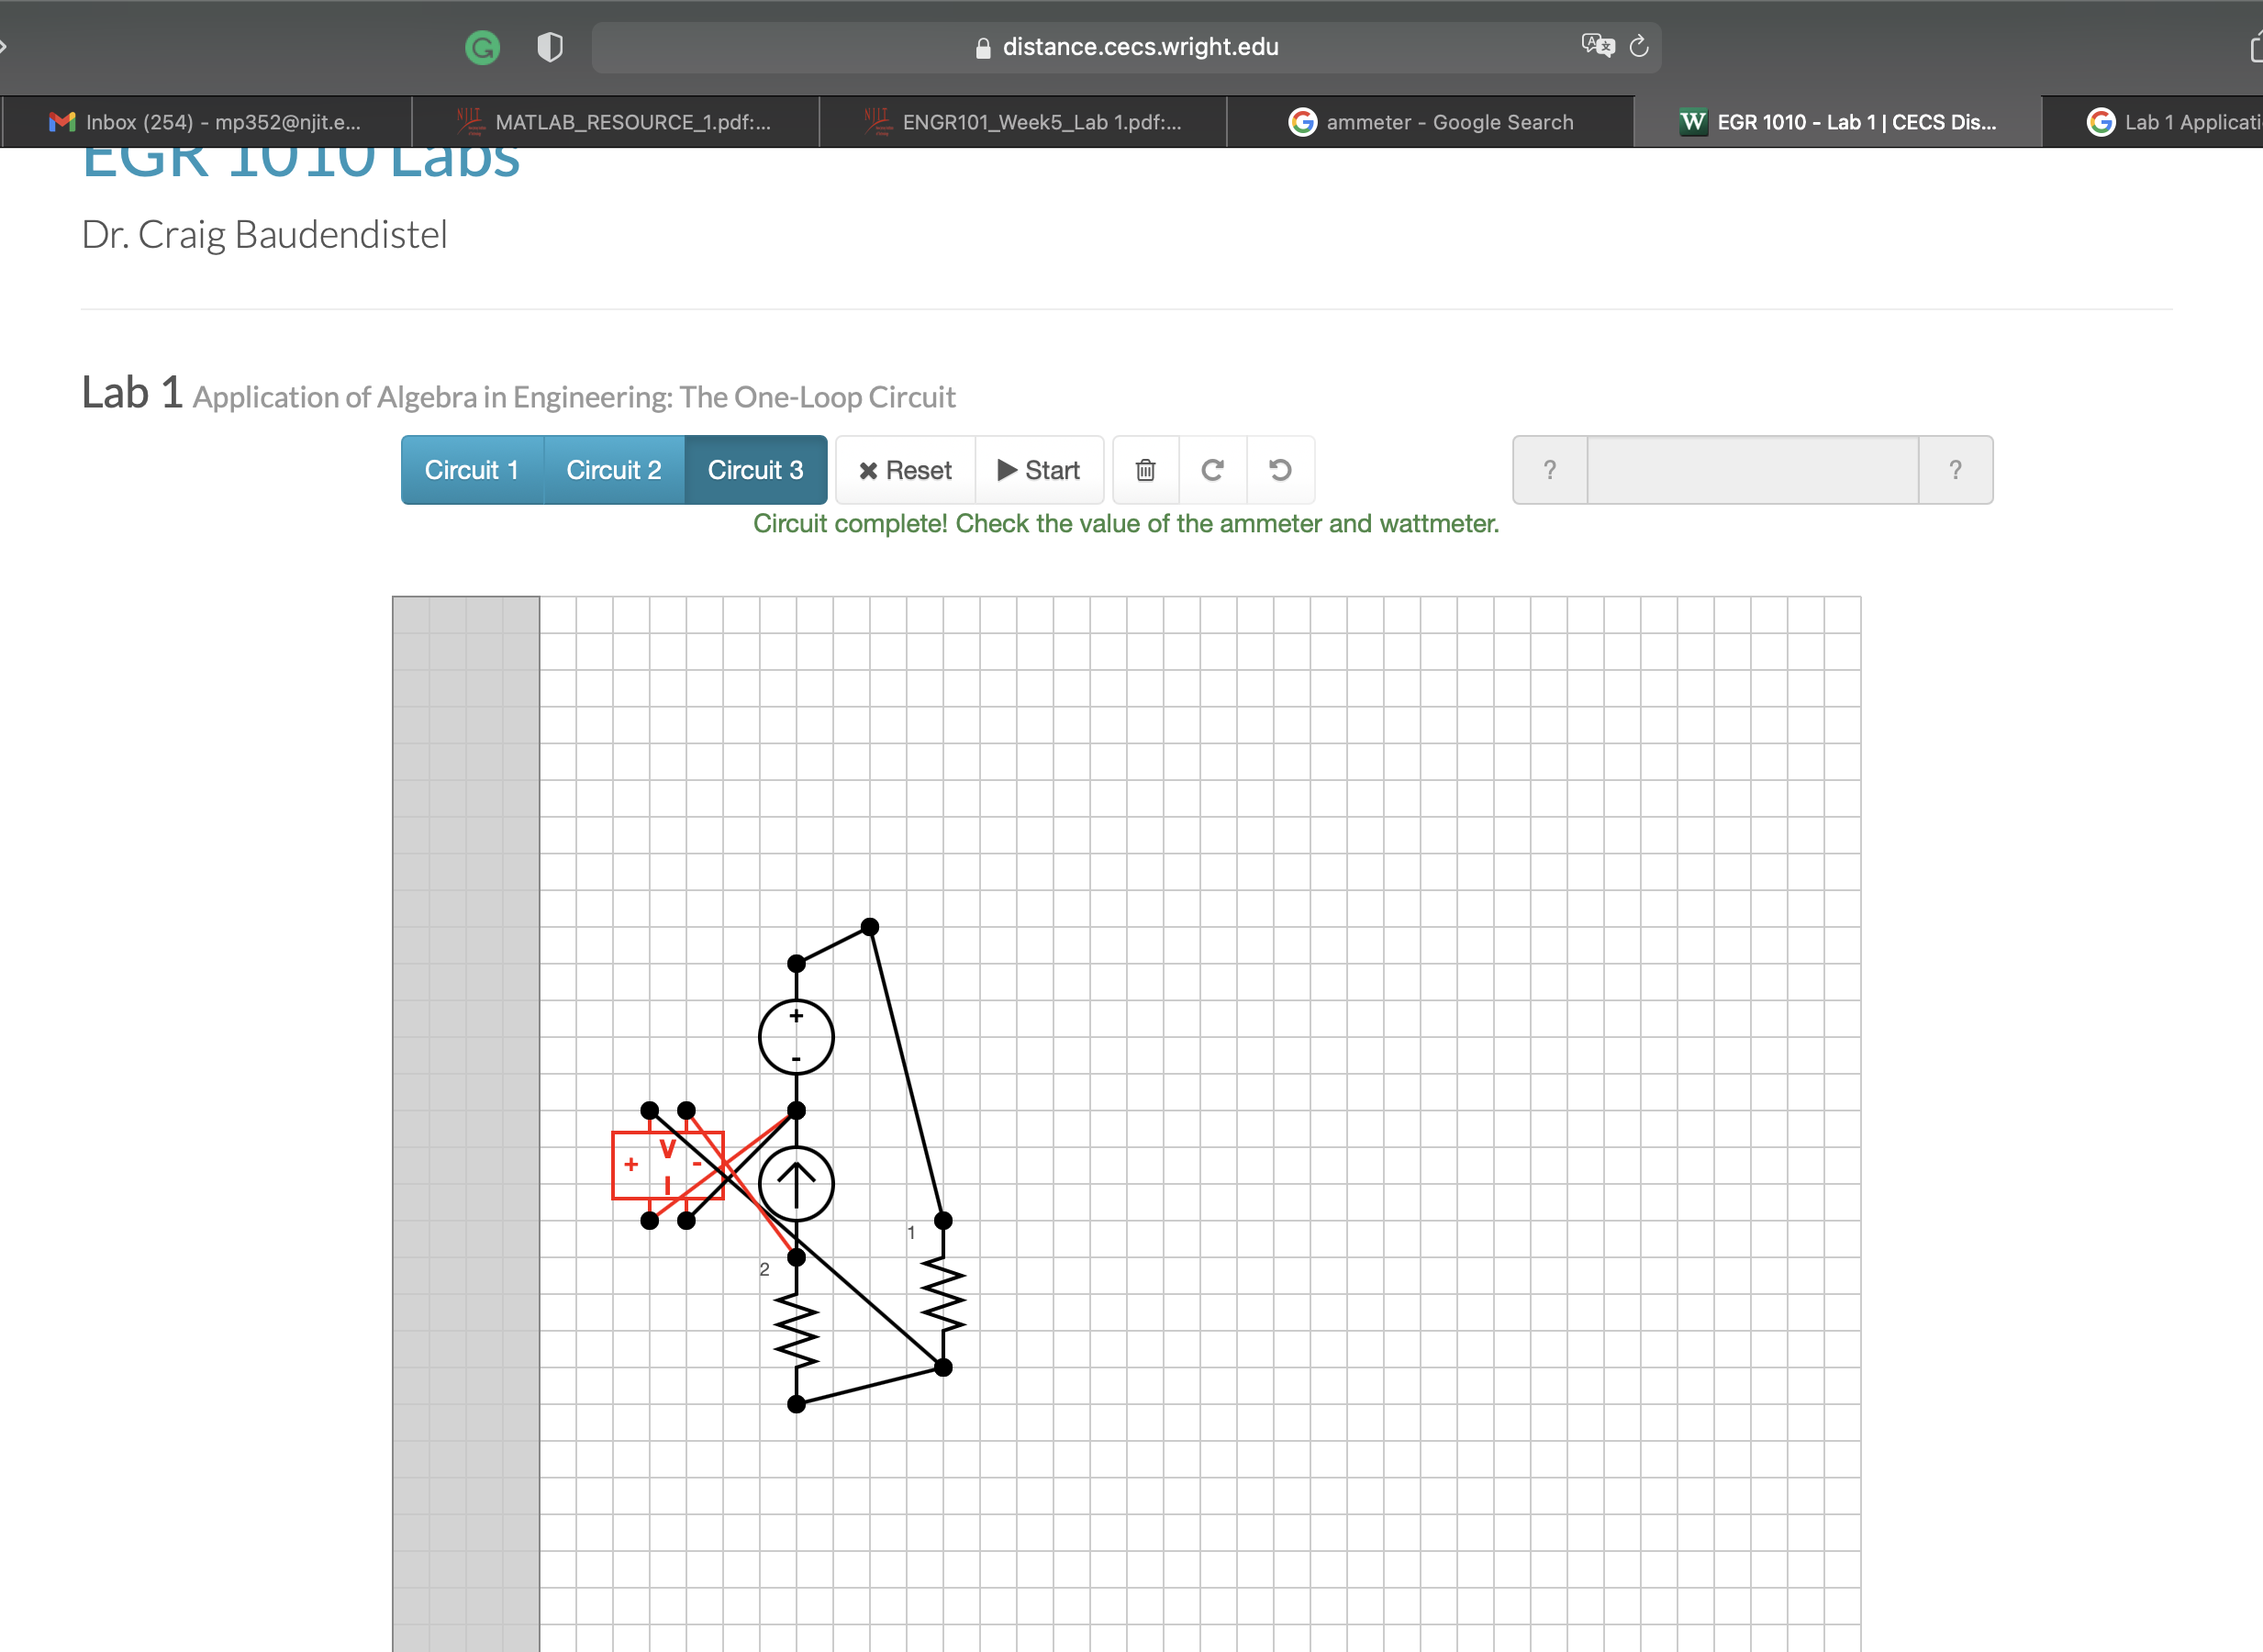 distance.cecs.wright.edu
Inbox (254) - mp352@njit.e...
MATLAB_RESOURCE_1.pdf:...
ENGR101_Week5_Lab 1.pdf:...
ammeter - Google Search
W EGR 1010 - Lab 1 | CECS Dis...
Lab 1 Applicati
EGR 1010 Labs
Dr. Craig Baudendistel
Lab 1 Application of Algebra in Engineering: The One-Loop Circuit
Circuit 1
Circuit 2
Circuit 3
Reset
Start
?
?
Circuit complete! Check the value of the ammeter and wattmeter.
+
-
V
+ -
I
1
2